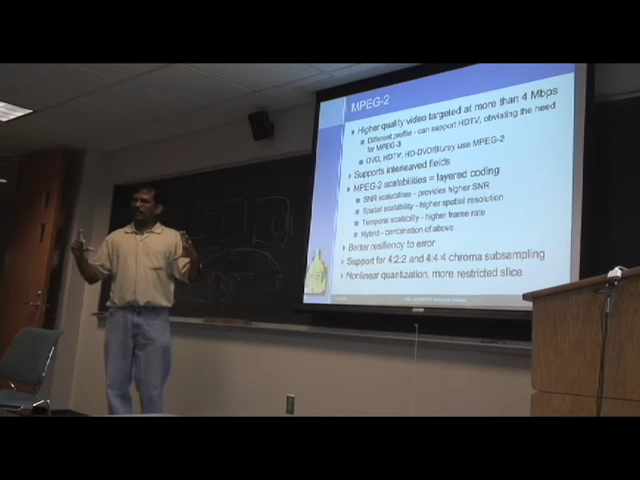 MPEG-2
Higher quality video targeted at more than 4 Mbps
Different profile - can support HDTV, obviating the need
for MPEG-3
DVD, HDTV, HD-DVD/Bluray use MPEG-2
Supports interleaved fields
MPEG-2 scalabilities = layered coding
SNR scalabilities - provides higher SNR
Spatial scalability - higher spatial resolution
Temporal scalability - higher frame rate
Hybrid - combination of above
Better resiliency to error
Support for 4:2:2 and 4:4:4 chroma subsampling
Nonlinear quantization, more restricted slice